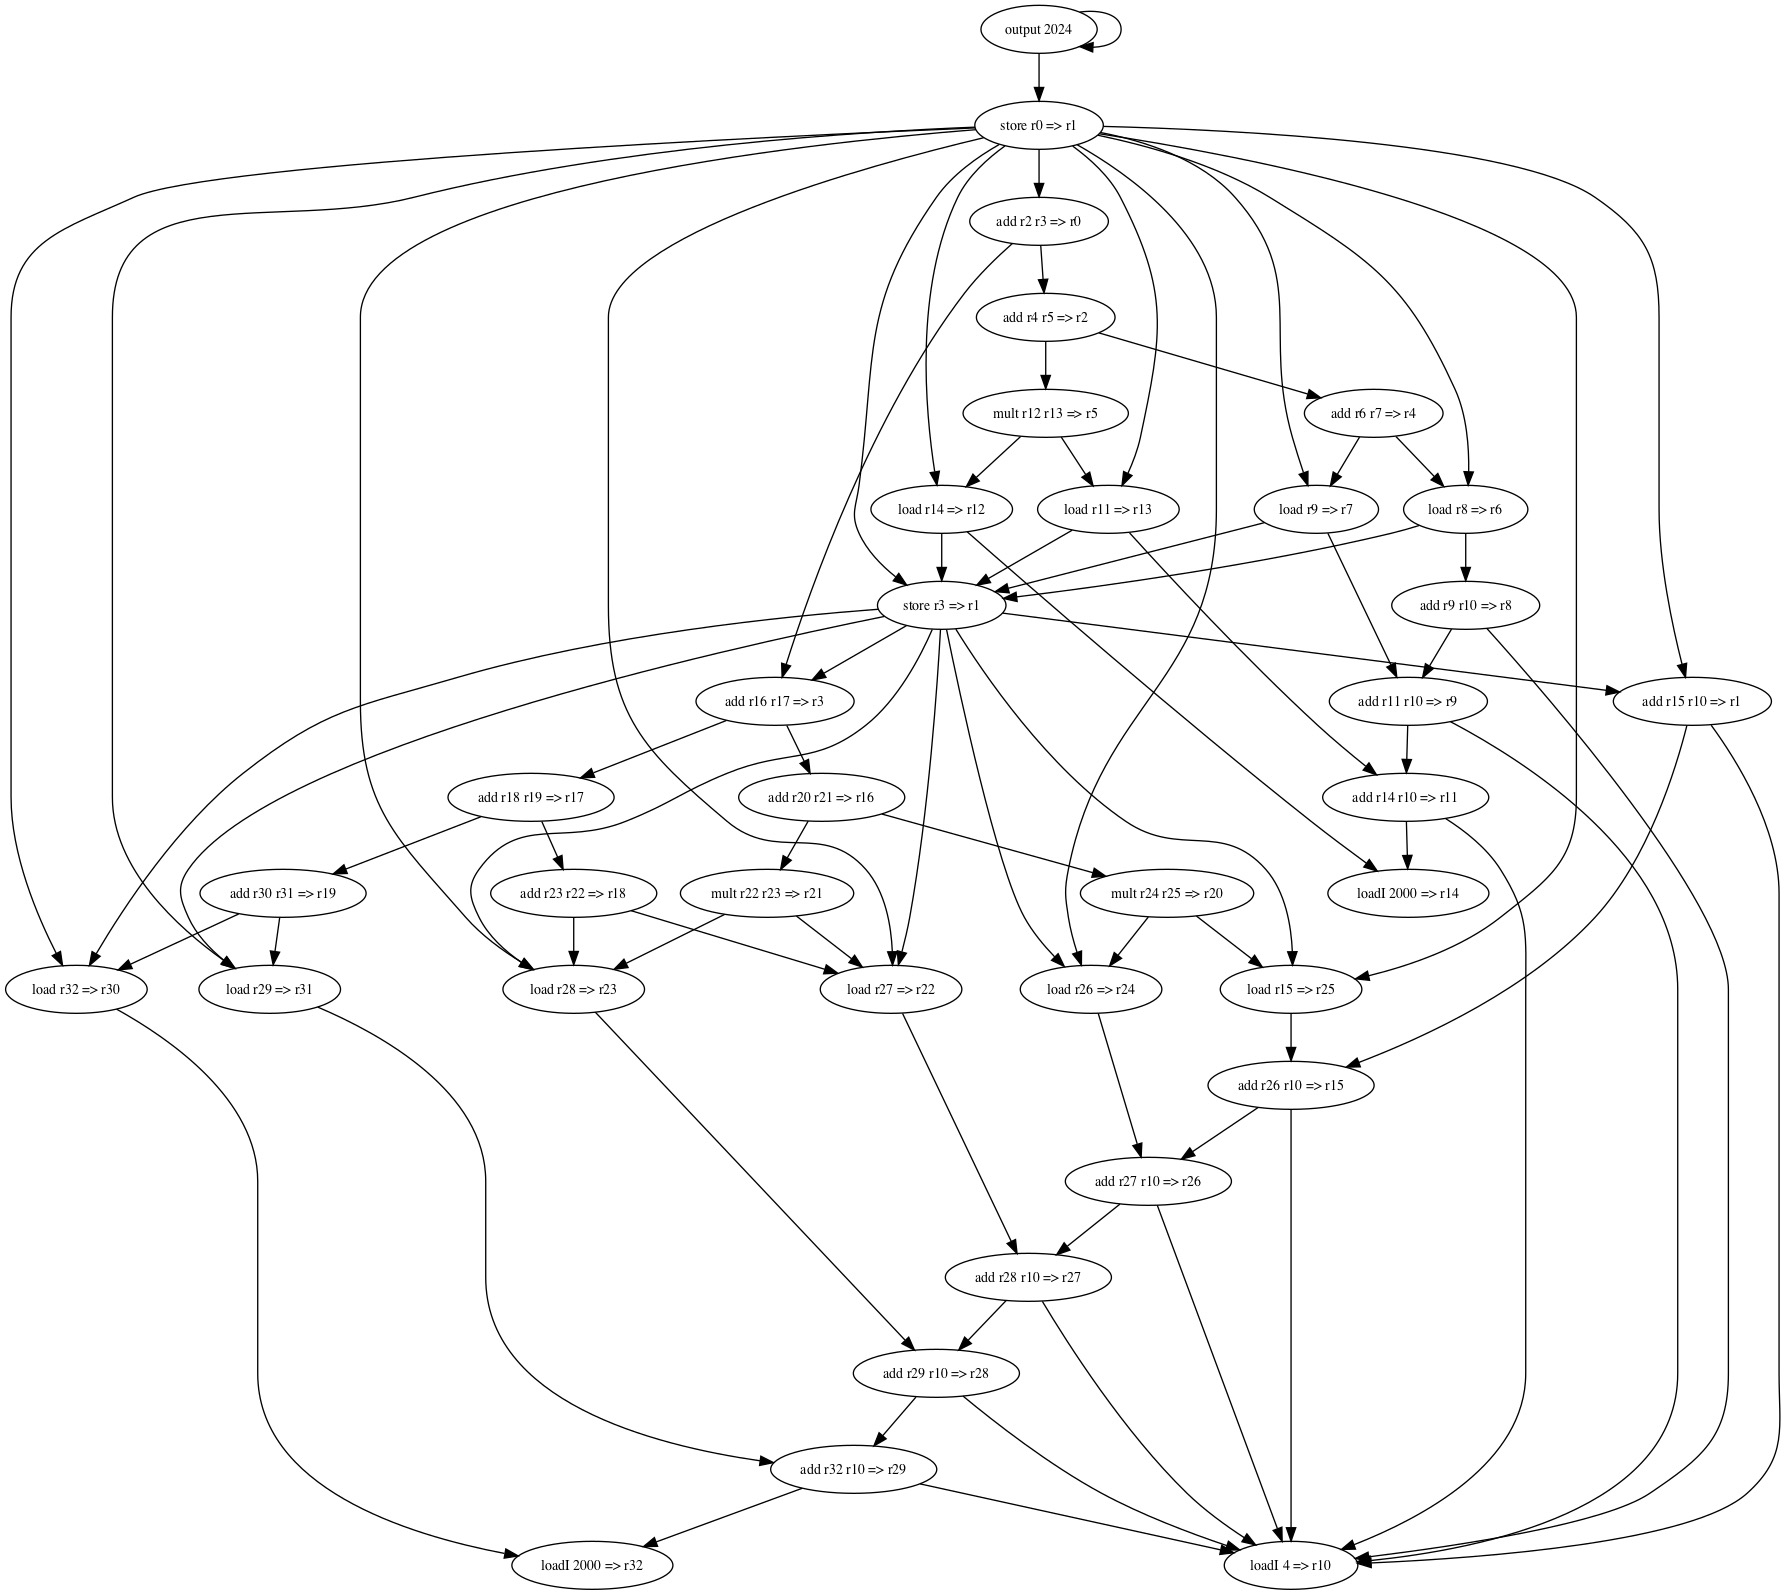 output 2024
store r0 => r1
add r2 r3 => r0
add r4 r5 => r2
mult r12 r13 => r5
add r6 r7 => r4
load r14 => r12
load r11 => r13
load r9 => r7
load r8 => r6
store r3 => r1
add r9 r10 => r8
add r16 r17 => r3
add r11 r10 => r9
add r15 r10 => r1
add r18 r19 => r17
add r20 r21 => r16
add r14 r10 => r11
add r30 r31 => r19
add r23 r22 => r18
mult r22 r23 => r21
mult r24 r25 => r20
loadI 2000 => r14
load r32 => r30
load r29 => r31
load r28 => r23
load r27 => r22
load r26 => r24
load r15 => r25
add r26 r10 => r15
add r27 r10 => r26
add r28 r10 => r27
add r29 r10 => r28
add r32 r10 => r29
loadI 2000 => r32
loadI 4 => r10